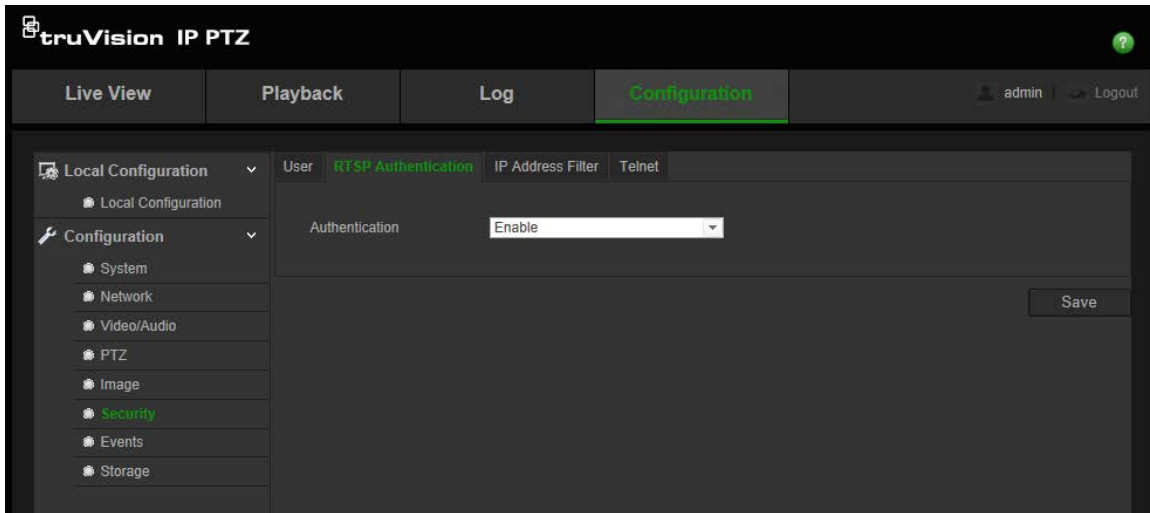 truVision IP PTZ
?
Live View Playback Log Configuration admin | Logout
Local Configuration
Local Configuration
Configuration
System
Network
Video/Audio
PTZ
Image
Security
Events
Storage
User RTSP Authentication IP Address Filter Telnet
Authentication Enable
Save